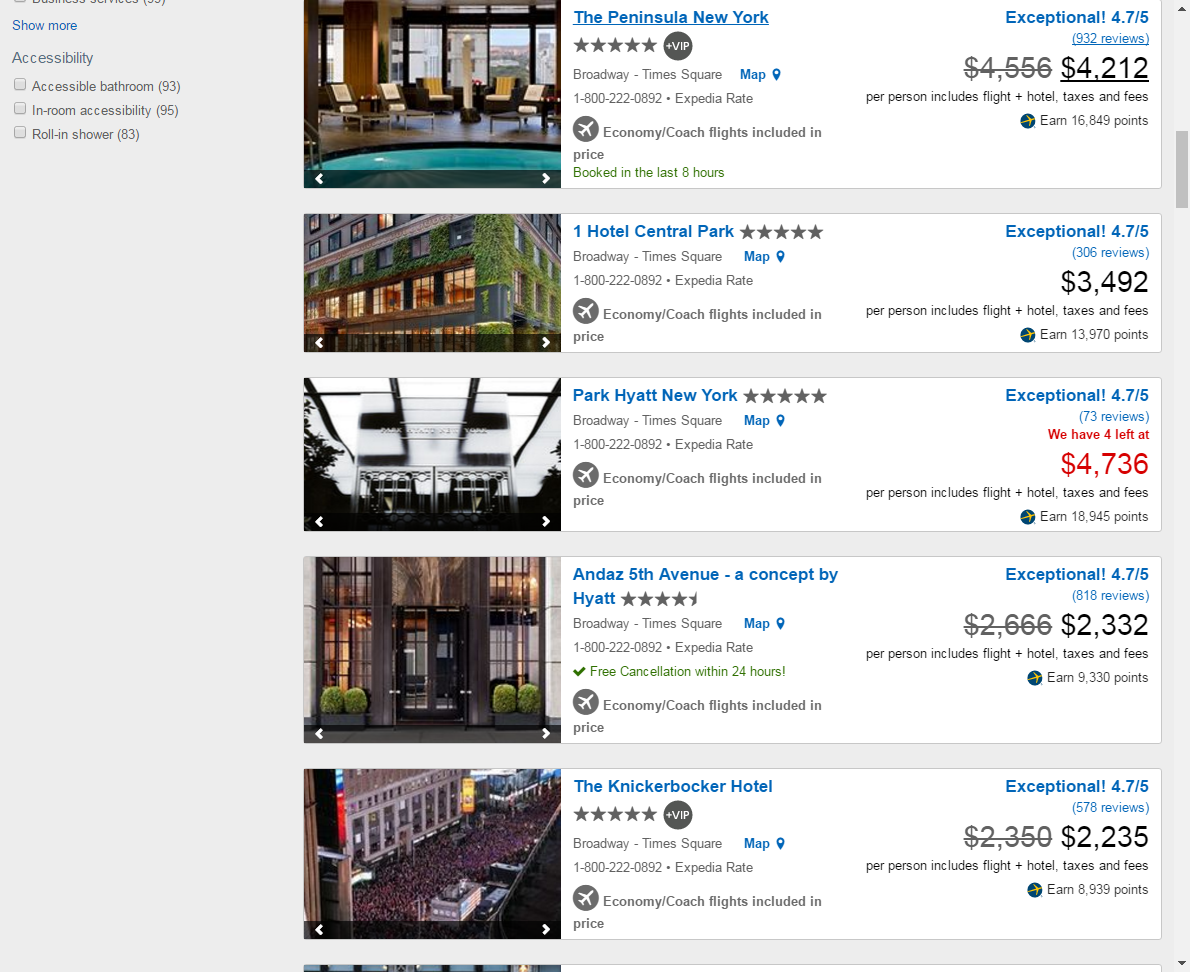 Business services (99)
Show more
Accessibility
Accessible bathroom (93)
In-room accessibility (95)
Roll-in shower (83)
The Peninsula New York
+VIP
Broadway - Times Square Map
1-800-222-0892 • Expedia Rate
Economy/Coach flights included in
price
Booked in the last 8 hours
Exceptional! 4.7/5
(932 reviews)
$4,556 $4,212
per person includes flight + hotel, taxes and fees
Earn 16,849 points
1 Hotel Central Park
Broadway - Times Square Map
1-800-222-0892 • Expedia Rate
Economy/Coach flights included in
price
Exceptional! 4.7/5
(306 reviews)
$3,492
per person includes flight + hotel, taxes and fees
Earn 13,970 points
PARK HYATT NEW YORK
Park Hyatt New York
Broadway - Times Square Map
1-800-222-0892 • Expedia Rate
Economy/Coach flights included in
price
Exceptional! 4.7/5
(73 reviews)
We have 4 left at
$4,736
per person includes flight + hotel, taxes and fees
Earn 18,945 points
Andaz 5th Avenue - a concept by
Hyatt
Broadway - Times Square Map
1-800-222-0892 • Expedia Rate
Free Cancellation within 24 hours!
Economy/Coach flights included in
price
Exceptional! 4.7/5
(818 reviews)
$2,666 $2,332
per person includes flight + hotel, taxes and fees
Earn 9,330 points
The Knickerbocker Hotel
+VIP
Broadway - Times Square Map
1-800-222-0892 • Expedia Rate
Economy/Coach flights included in
price
Exceptional! 4.7/5
(578 reviews)
$2,350 $2,235
per person includes flight + hotel, taxes and fees
Earn 8,939 points